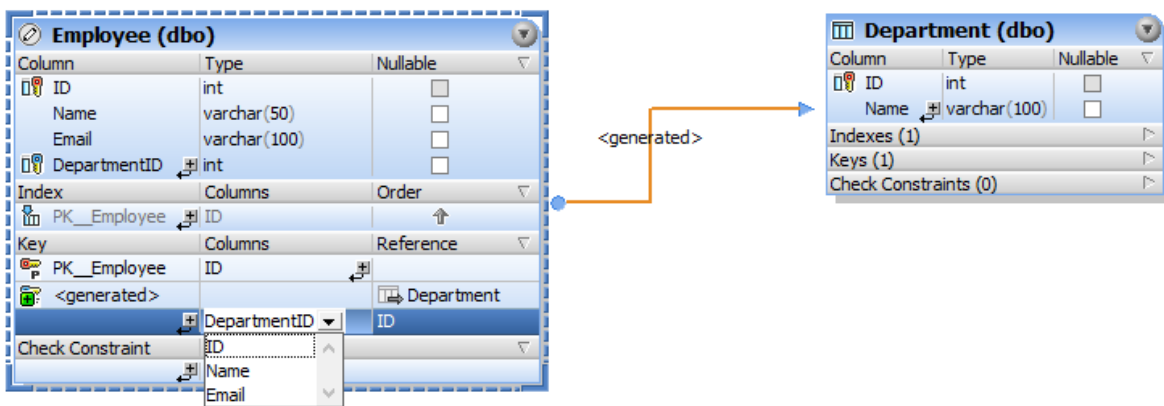 Employee (dbo)
Column Type Nullable
ID int
Name varchar(50)
Email varchar(100)
DepartmentID int
Index Columns Order
PK__Employee ID
Key Columns Reference
PK__Employee ID
P
<generated> Department
DepartmentID ID
Check Constraint
ID
Name
Email
<generated>
Department (dbo)
Column Type Nullable
ID int
Name varchar(100)
Indexes (1)
Keys (1)
Check Constraints (0)